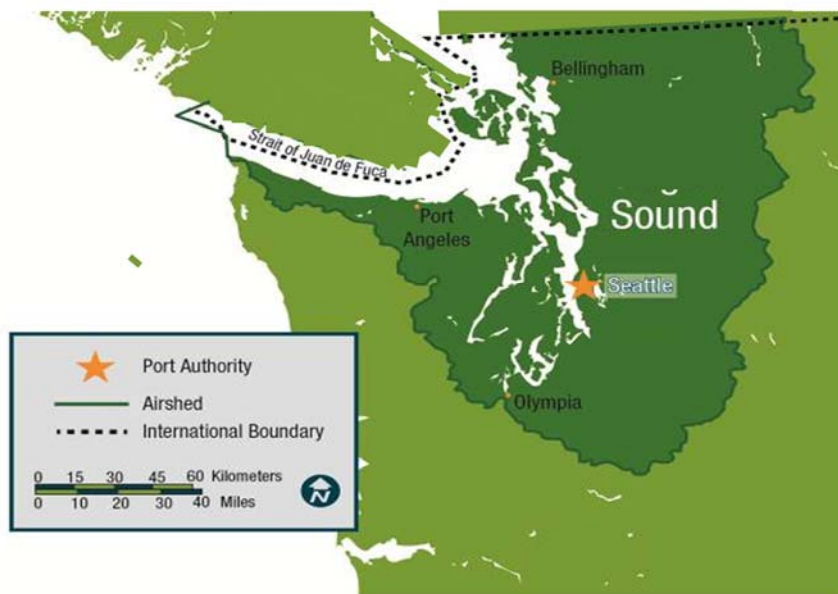 Bellingham
Strait of Juan de Fuca
Sound
Port
Angeles
Seattle
Olympia
Port Authority
Airshed
International Boundary
0 15 30 45 60 Kilometers
0 10 20 30 40 Miles
N